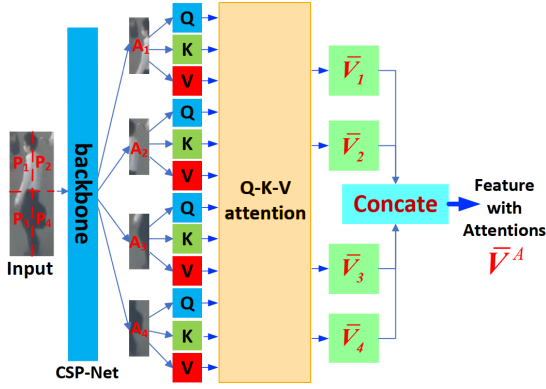 P1 P2
P3 P4
Input
backbone
CSP-Net
A1
A2
A3
A4
Q
K
V
Q
K
V
Q
K
V
Q
K
V
Q-K-V
attention
V̅1
V̅2
V̅3
V̅4
Concate
Feature
with
Attentions
V̅^A